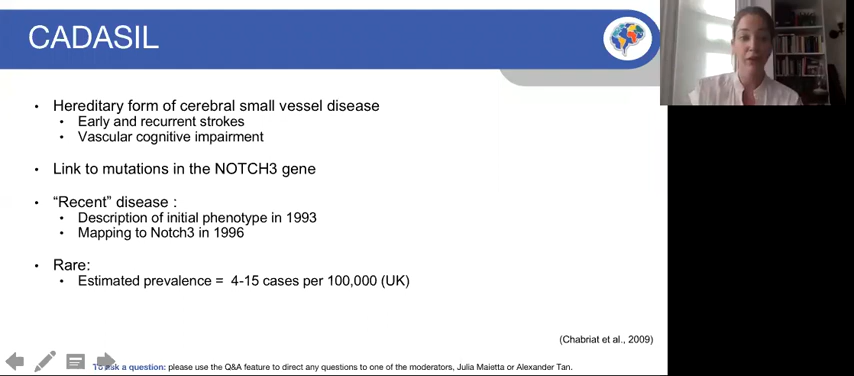 CADASIL
• Hereditary form of cerebral small vessel disease
• Early and recurrent strokes
• Vascular cognitive impairment
• Link to mutations in the NOTCH3 gene
• “Recent” disease :
• Description of initial phenotype in 1993
• Mapping to Notch3 in 1996
• Rare:
• Estimated prevalence = 4-15 cases per 100,000 (UK)
(Chabriat et al., 2009)
To ask a question: please use the Q&A feature to direct any questions to one of the moderators, Julia Maietta or Alexander Tan.